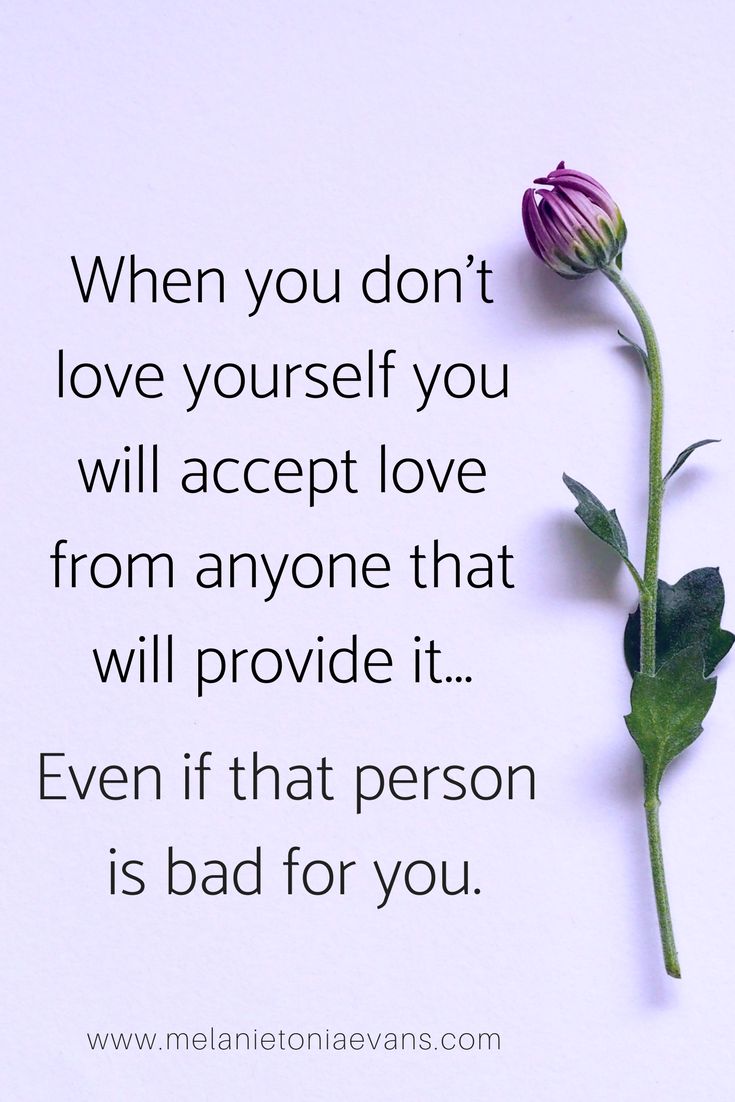 When you don’t
love yourself you
will accept love
from anyone that
will provide it...
Even if that person
is bad for you.
www.melanietoniaevans.com